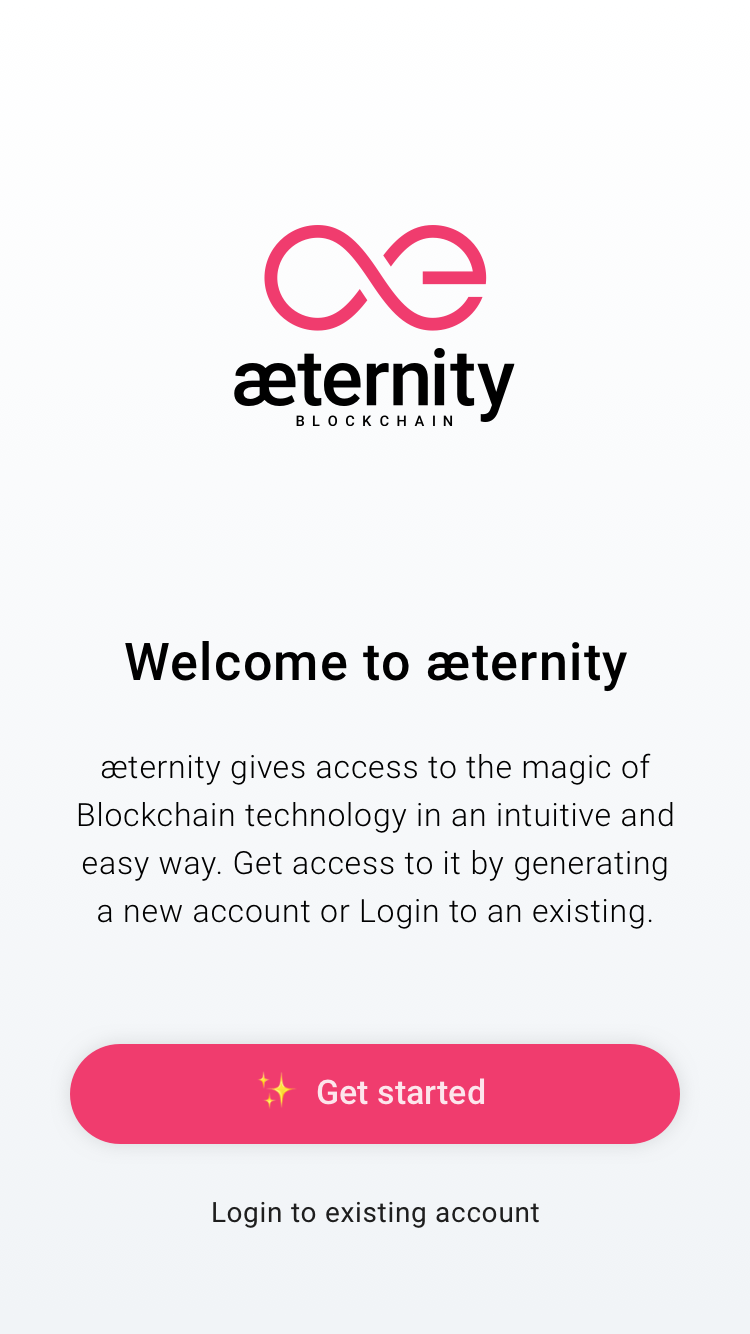 æternity
BLOCKCHAIN
Welcome to æternity
æternity gives access to the magic of
Blockchain technology in an intuitive and
easy way. Get access to it by generating
a new account or Login to an existing.
✨ Get started
Login to existing account